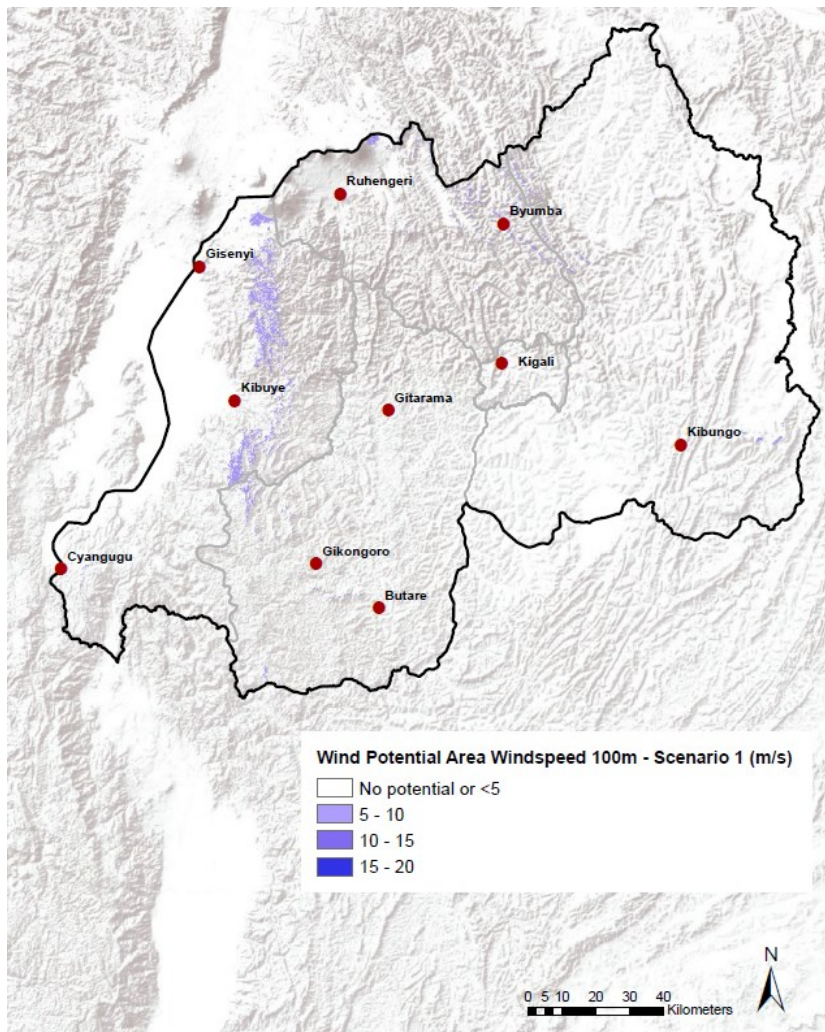 Ruhengeri
Byumba
Gisenyi
Kigali
Kibuye
Gitarama
Kibungo
Gikongoro
Cyangugu
Butare
Wind Potential Area Windspeed 100m - Scenario 1 (m/s)
No potential or <5
5 - 10
10 - 15
15 - 20
N
0 5 10 20 30 40
Kilometers